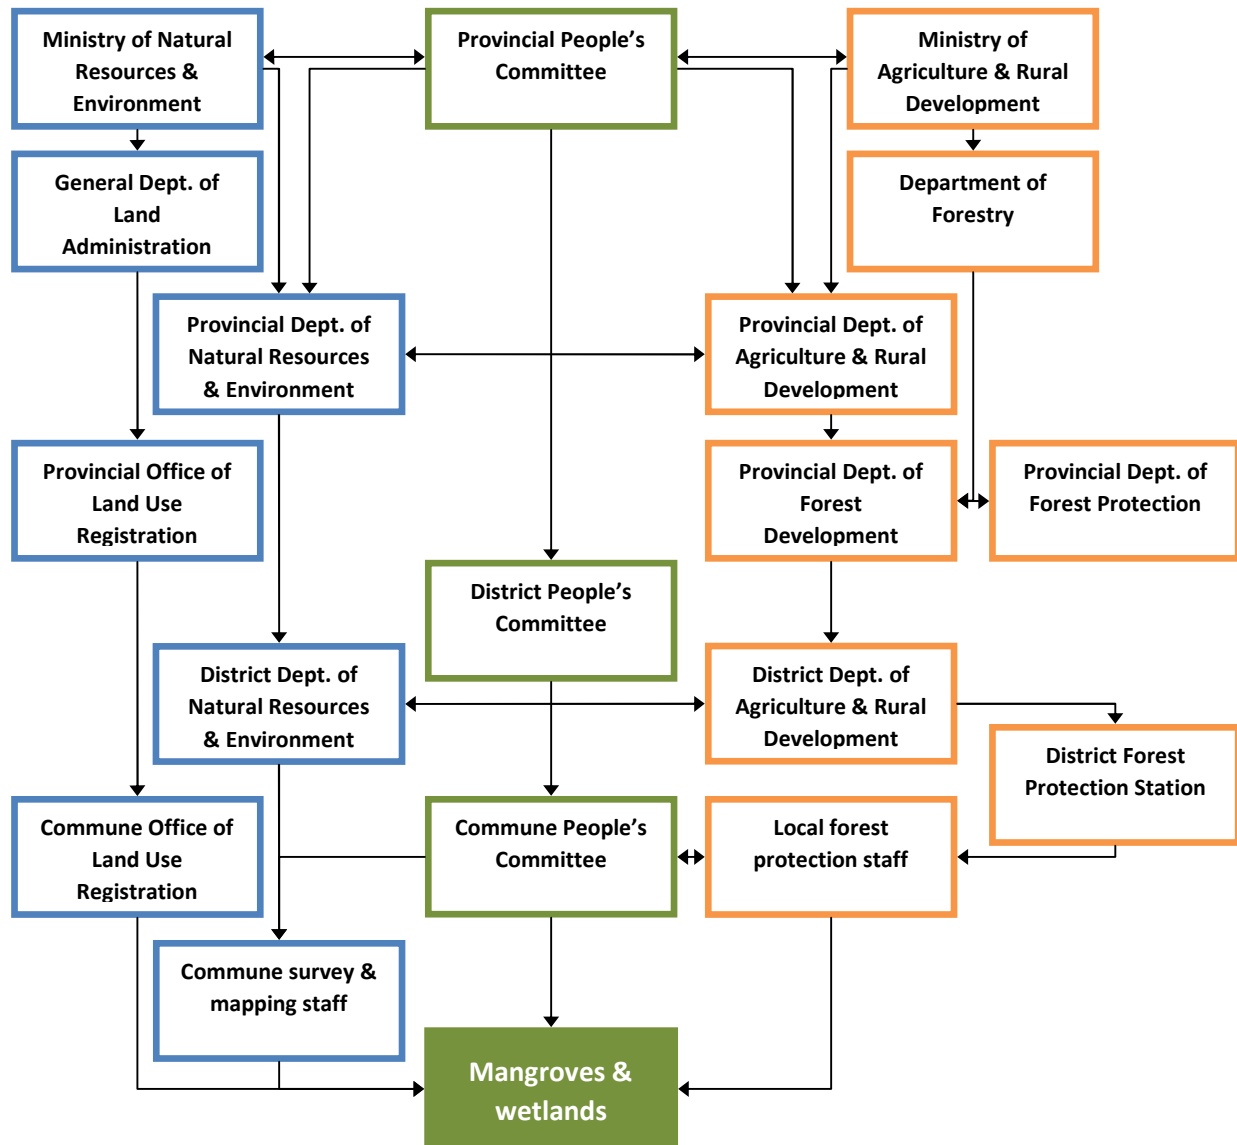 Ministry of Natural
Resources &
Environment
Provincial People’s
Committee
Ministry of
Agriculture & Rural
Development
General Dept. of
Land
Administration
Department of
Forestry
Provincial Dept. of
Natural Resources
& Environment
Provincial Dept. of
Agriculture & Rural
Development
Provincial Office of
Land Use
Registration
Provincial Dept. of
Forest
Development
Provincial Dept. of
Forest Protection
District People’s
Committee
District Dept. of
Natural Resources
& Environment
District Dept. of
Agriculture & Rural
Development
District Forest
Protection Station
Commune Office of
Land Use
Registration
Commune People’s
Committee
Local forest
protection staff
Commune survey &
mapping staff
Mangroves &
wetlands